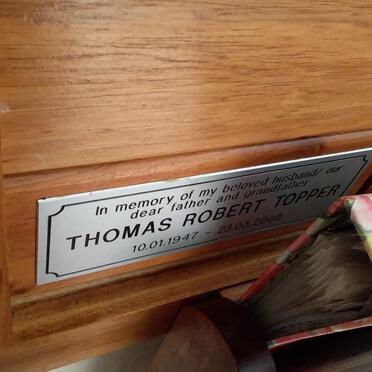 In memory of my beloved husband/ our
dear father and grandfather
THOMAS ROBERT TOPPER
10.01.1947 ~ 23.03.2008